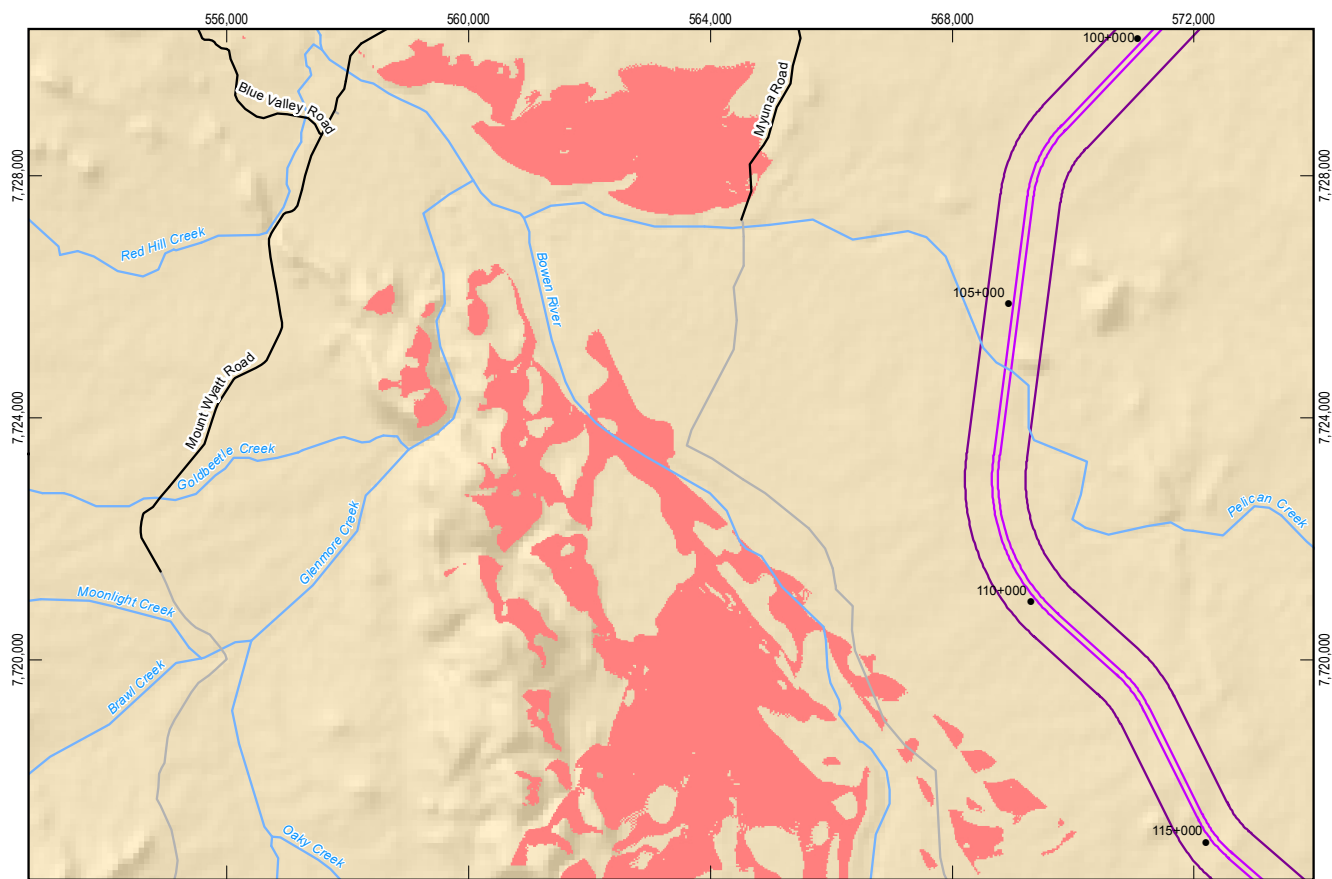 556,000
560,000
564,000
568,000
572,000
100+000
Blue Valley Road
Myuna Road
7,728,000
7,728,000
Red Hill Creek
Bowen River
105+000
Mount Wyatt Road
7,724,000
7,724,000
Goldbeetle Creek
Pelican Creek
Glenmore Creek
110+000
Moonlight Creek
7,720,000
7,720,000
Brawl Creek
115+000
Oaky Creek